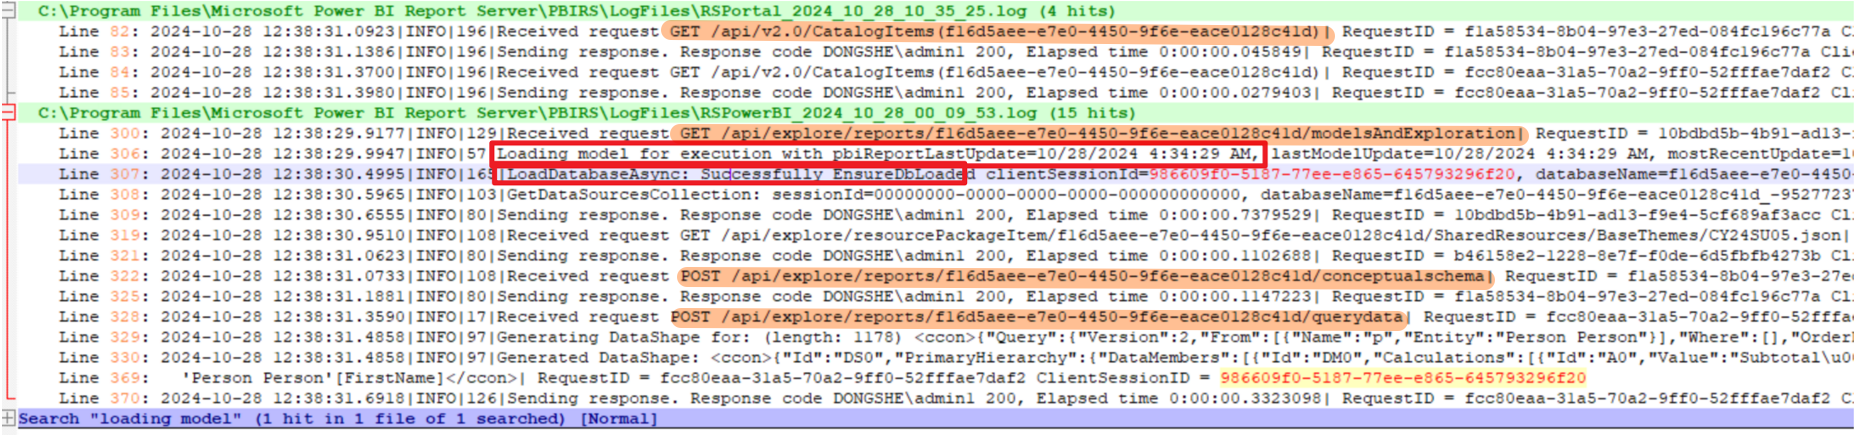 C:\Program Files\Microsoft Power BI Report Server\PBIRS\LogFiles\RSPortal_2024_10_28_10_35_25.log (4 hits)
Line 82: 2024-10-28 12:38:31.0923|INFO|196|Received request GET /api/v2.0/CatalogItems(f16d5aee-e7e0-4450-9f6e-eace0128c41d)| RequestID = f1a58534-8b04-97e3-27ed-084fc196c77a C
Line 83: 2024-10-28 12:38:31.1386|INFO|196|Sending response. Response code DONGSHE\admin1 200, Elapsed time 0:00:00.045849| RequestID = f1a58534-8b04-97e3-27ed-084fc196c77a Cli
Line 84: 2024-10-28 12:38:31.3700|INFO|196|Received request GET /api/v2.0/CatalogItems(f16d5aee-e7e0-4450-9f6e-eace0128c41d)| RequestID = fcc80eaa-31a5-70a2-9ff0-52fffae7daf2 C
Line 85: 2024-10-28 12:38:31.3980|INFO|196|Sending response. Response code DONGSHE\admin1 200, Elapsed time 0:00:00.0279403| RequestID = fcc80eaa-31a5-70a2-9ff0-52fffae7daf2 Cl
C:\Program Files\Microsoft Power BI Report Server\PBIRS\LogFiles\RSPowerBI_2024_10_28_00_09_53.log (15 hits)
Line 300: 2024-10-28 12:38:29.9177|INFO|129|Received request GET /api/explore/reports/f16d5aee-e7e0-4450-9f6e-eace0128c41d/modelsAndExploration| RequestID = 10bdbd5b-4b91-ad13-
Line 306: 2024-10-28 12:38:29.9947|INFO|57|Loading model for execution with pbiReportLastUpdate=10/28/2024 4:34:29 AM, lastModelUpdate=10/28/2024 4:34:29 AM, mostRecentUpdate=1
Line 307: 2024-10-28 12:38:30.4995|INFO|165|LoadDatabaseAsync: Successfully EnsureDbLoaded clientSessionId=986609f0-5187-77ee-e865-645793296f20, databaseName=f16d5aee-e7e0-4450
Line 308: 2024-10-28 12:38:30.5965|INFO|103|GetDataSourcesCollection: sessionId=00000000-0000-0000-0000-000000000000, databaseName=f16d5aee-e7e0-4450-9f6e-eace0128c41d_-9527723
Line 309: 2024-10-28 12:38:30.6555|INFO|80|Sending response. Response code DONGSHE\admin1 200, Elapsed time 0:00:00.7379529| RequestID = 10bdbd5b-4b91-ad13-f9e4-5cf689af3acc Cl
Line 319: 2024-10-28 12:38:30.9510|INFO|108|Received request GET /api/explore/resourcePackageItem/f16d5aee-e7e0-4450-9f6e-eace0128c41d/SharedResources/BaseThemes/CY24SU05.json|
Line 321: 2024-10-28 12:38:31.0623|INFO|80|Sending response. Response code DONGSHE\admin1 200, Elapsed time 0:00:00.1102688| RequestID = b46158e2-1228-8e7f-f0de-6d5fbfb4273b Cl
Line 322: 2024-10-28 12:38:31.0733|INFO|108|Received request POST /api/explore/reports/f16d5aee-e7e0-4450-9f6e-eace0128c41d/conceptualschema| RequestID = f1a58534-8b04-97e3-27e
Line 325: 2024-10-28 12:38:31.1881|INFO|80|Sending response. Response code DONGSHE\admin1 200, Elapsed time 0:00:00.1147223| RequestID = f1a58534-8b04-97e3-27ed-084fc196c77a Cl
Line 328: 2024-10-28 12:38:31.3590|INFO|17|Received request POST /api/explore/reports/f16d5aee-e7e0-4450-9f6e-eace0128c41d/querydata| RequestID = fcc80eaa-31a5-70a2-9ff0-52fffa
Line 329: 2024-10-28 12:38:31.4858|INFO|97|Generating DataShape for: (length: 1178) <ccon>{"Query":{"Version":2,"From":[{"Name":"p","Entity":"Person Person"}],"Where":[],"Order
Line 330: 2024-10-28 12:38:31.4858|INFO|97|Generated DataShape: <ccon>{"Id":"DS0","PrimaryHierarchy":{"DataMembers":[{"Id":"DM0","Calculations":[{"Id":"A0","Value":"Subtotal\u0
Line 369: 'Person Person'[FirstName]</ccon>| RequestID = fcc80eaa-31a5-70a2-9ff0-52fffae7daf2 ClientSessionID = 986609f0-5187-77ee-e865-645793296f20
Line 370: 2024-10-28 12:38:31.6918|INFO|126|Sending response. Response code DONGSHE\admin1 200, Elapsed time 0:00:00.3323098| RequestID = fcc80eaa-31a5-70a2-9ff0-52fffae7daf2 C
Search "loading model" (1 hit in 1 file of 1 searched) [Normal]